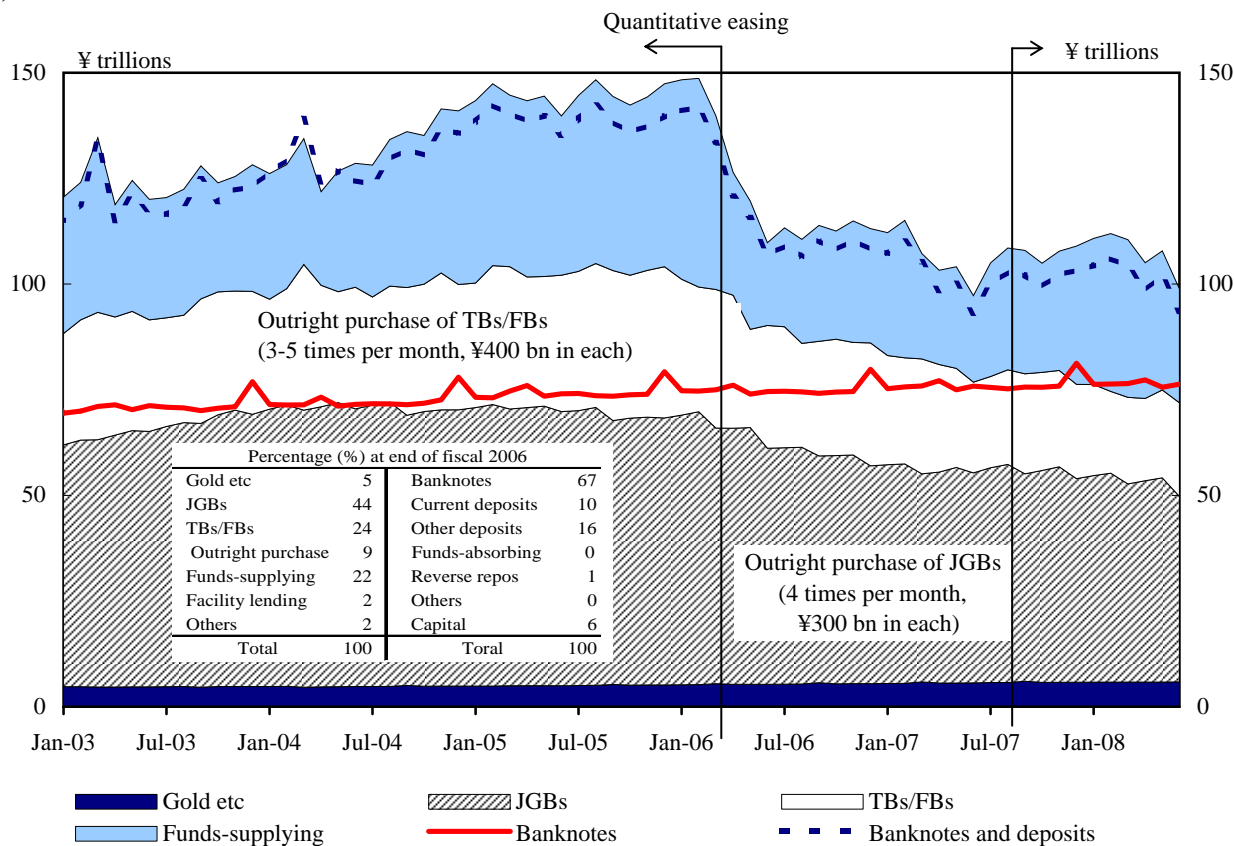 Quantitative easing
¥ trillions ¥ trillions
150 150
100 100
Outright purchase of TBs/FBs
(3-5 times per month, ¥400 bn in each)
Percentage (%) at end of fiscal 2006
Gold etc 5 Banknotes 67
JGBs 44 Current deposits 10
TBs/FBs 24 Other deposits 16
Outright purchase 9 Funds-absorbing 0
Funds-supplying 22 Reverse repos 1
Facility lending 2 Others 0
Others 2 Capital 6
Total 100 Toral 100
50 50
Outright purchase of JGBs
(4 times per month,
¥300 bn in each)
0 0
Jan-03 Jul-03 Jan-04 Jul-04 Jan-05 Jul-05 Jan-06 Jul-06 Jan-07 Jul-07 Jan-08
Gold etc JGBs TBs/FBs
Funds-supplying Banknotes Banknotes and deposits